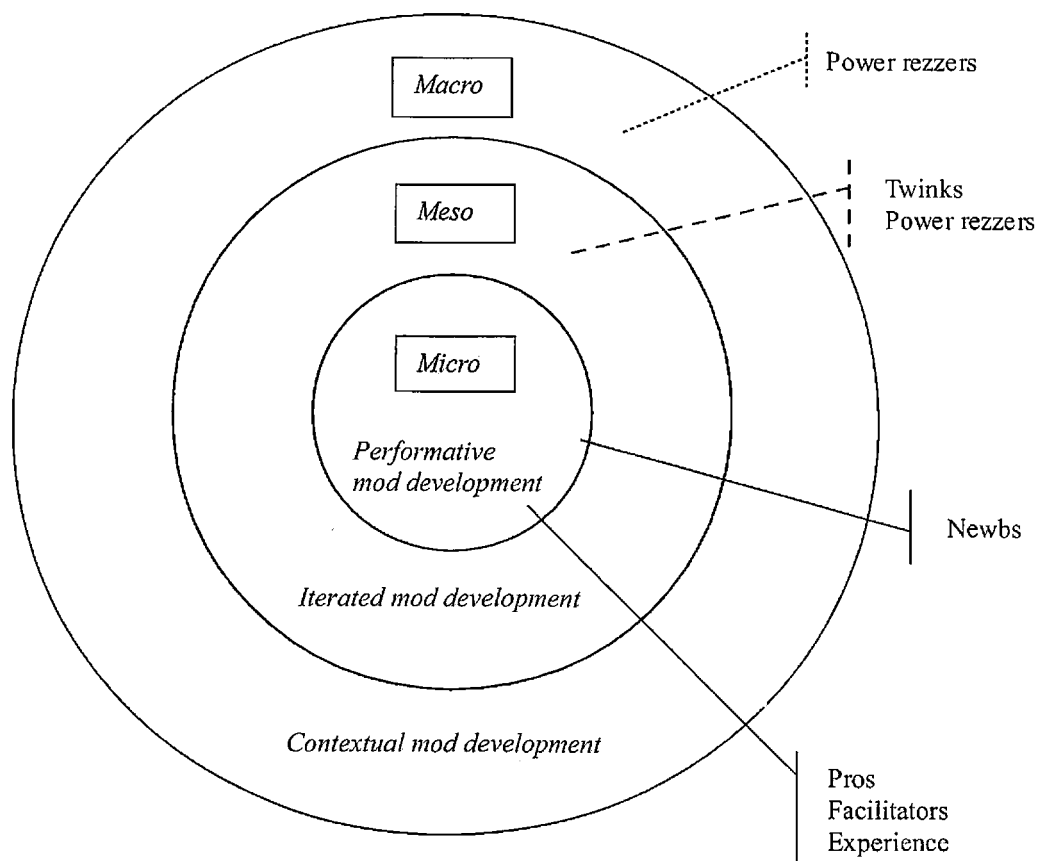 Macro
Power rezzers
Meso
Twinks
Power rezzers
Micro
Performative
mod development
Newbs
Iterated mod development
Contextual mod development
Pros
Facilitators
Experience